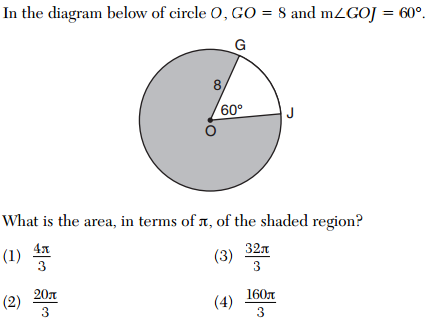 In the diagram below of circle O, GO = 8 and m∠GOJ = 60°.
G
8
60°
J
O
What is the area, in terms of π, of the shaded region?
(1) 4π/3
(3) 32π/3
(2) 20π/3
(4) 160π/3